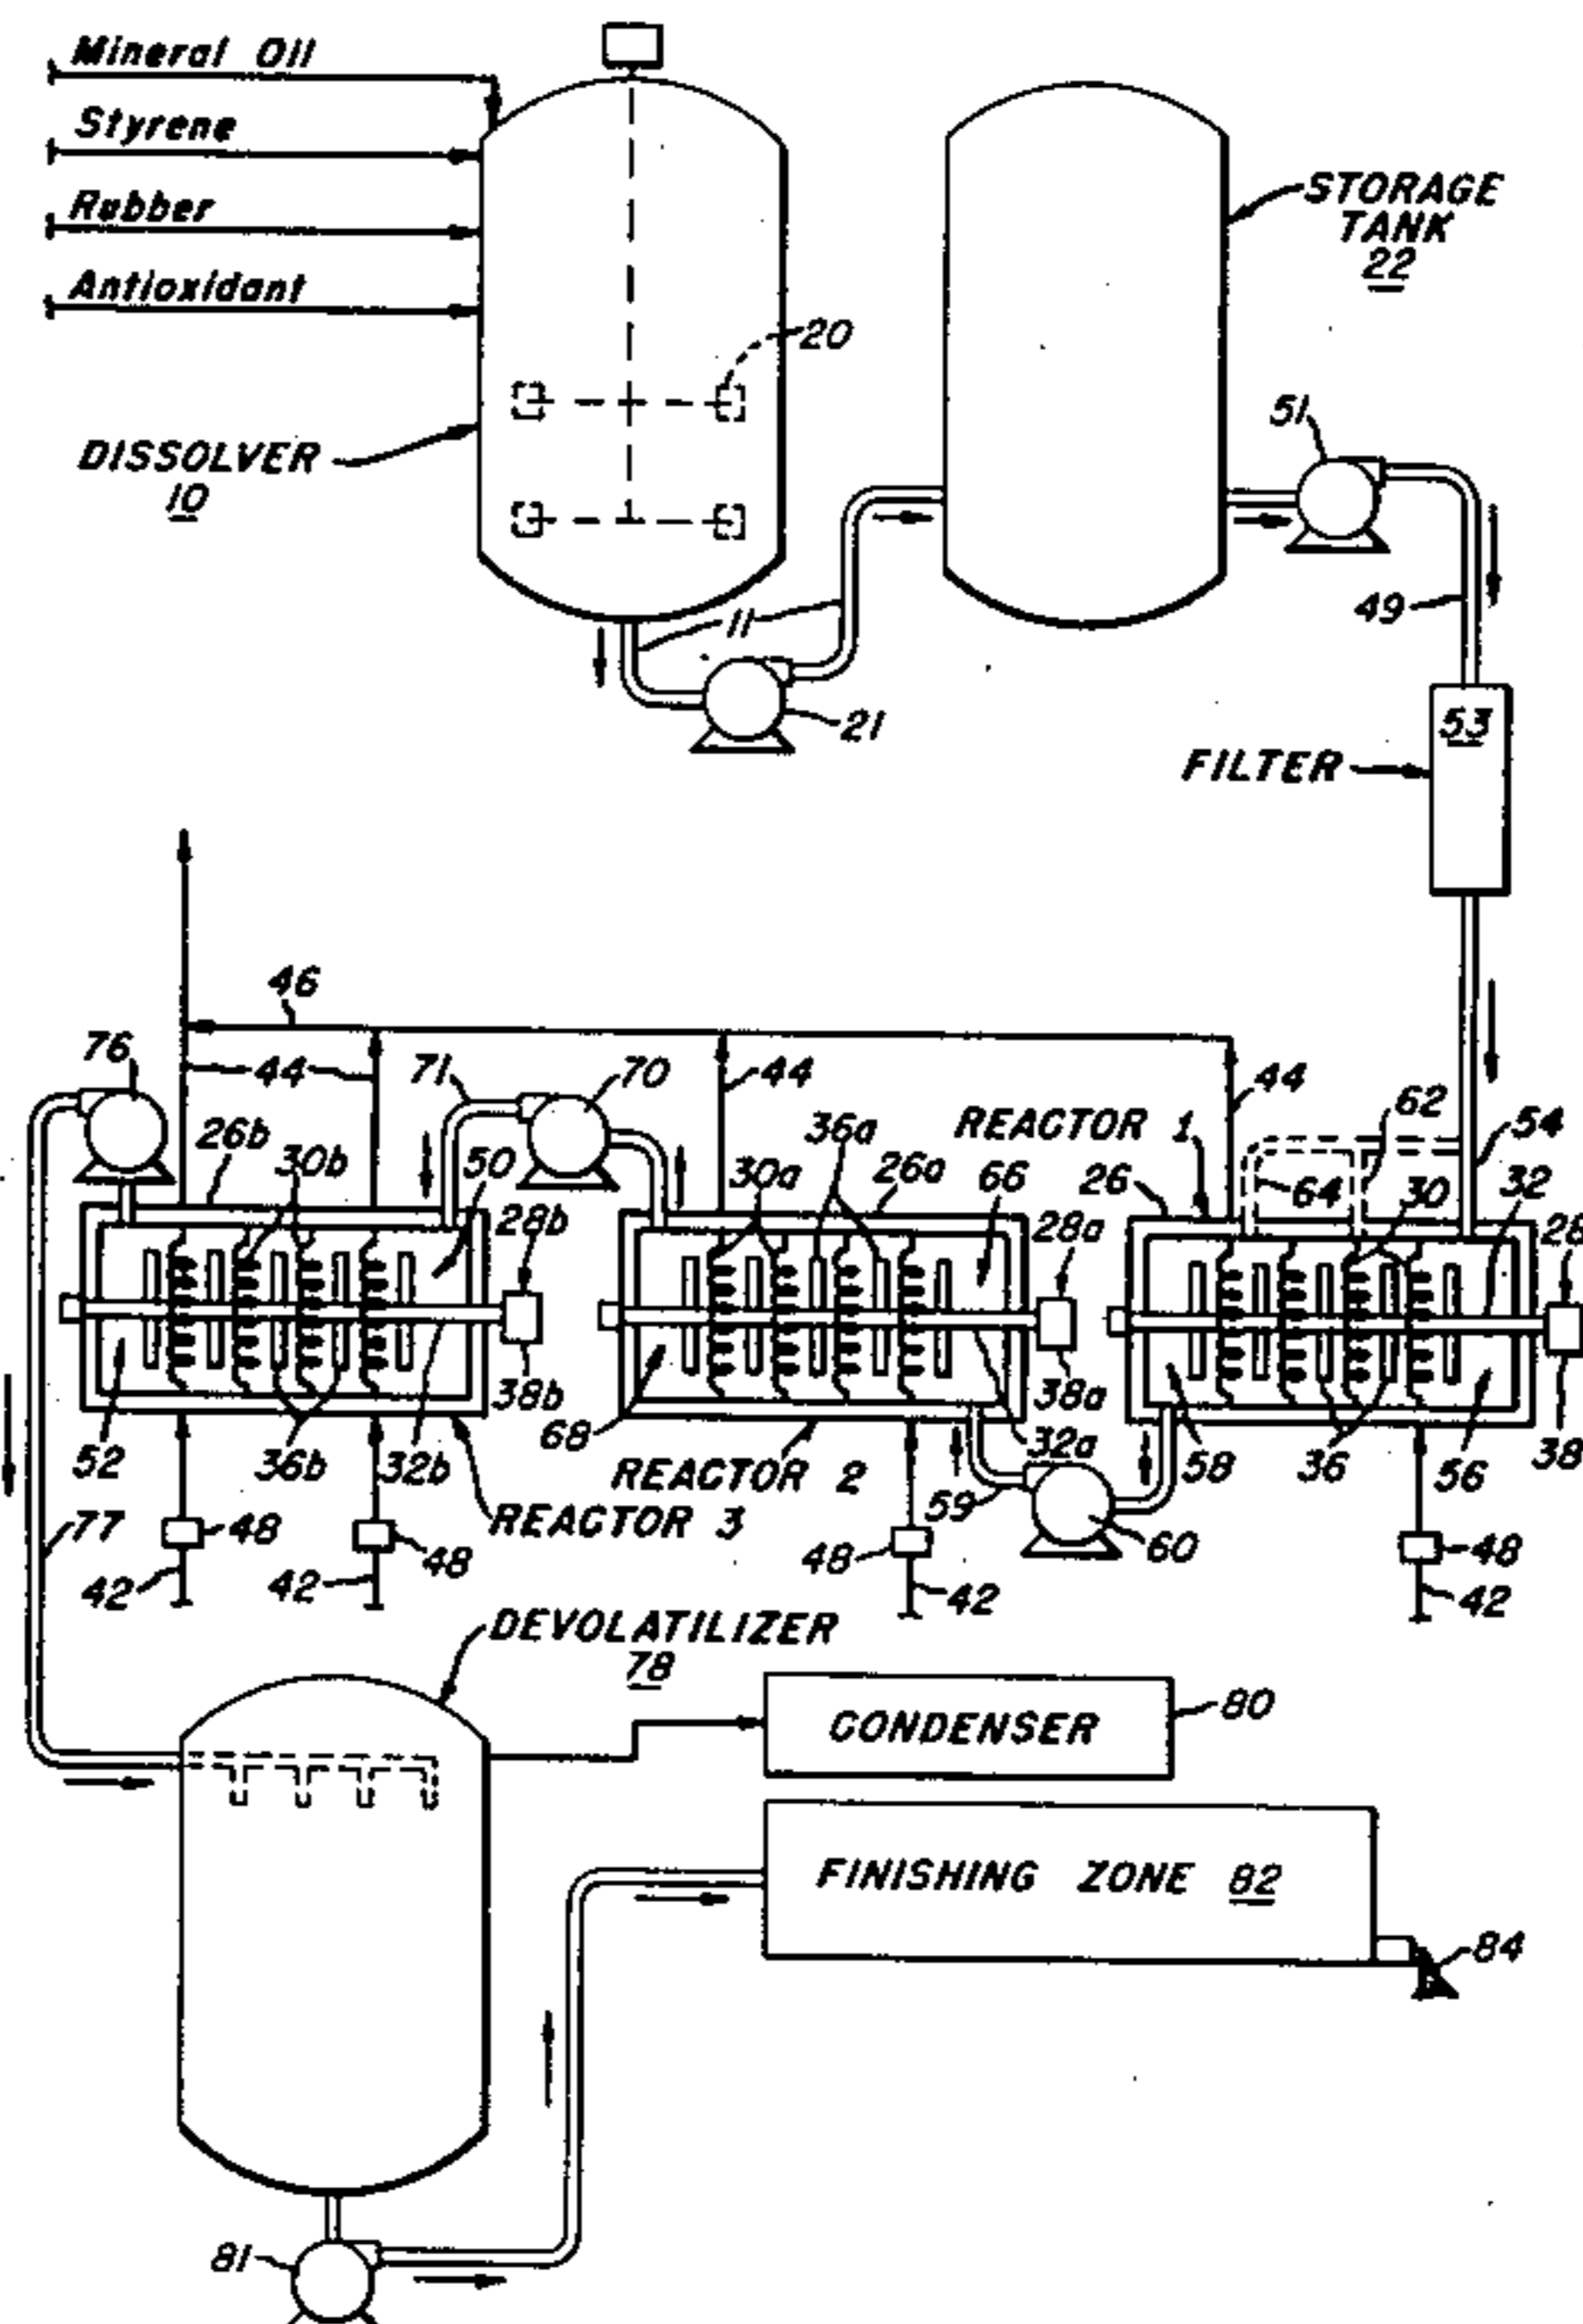 Mineral Oil
Styrene
Rubber
Antioxidant
20
STORAGE
TANK
22
DISSOLVER
10
51
11
49
21
53
FILTER
46
76
44
71
70
44
44
62
54
26b
30b
50
36a
REACTOR 1
30a
26a
66
26
64
30
32
28b
28a
28
52
36b
32b
38b
68
32a
38a
58
36
56
38
REACTOR 2
REACTOR 3
59
60
77
48
48
48
48
42
42
42
42
DEVOLATILIZER
78
CONDENSER
80
FINISHING ZONE 82
84
81